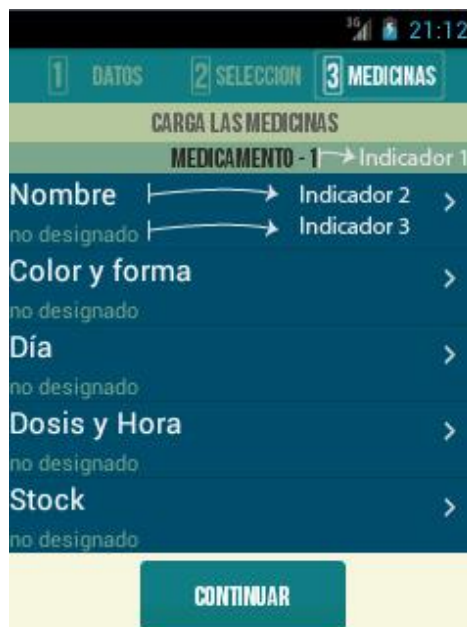 3G 21:12
1 DATOS 2 SELECCION 3 MEDICINAS
CARGA LAS MEDICINAS
MEDICAMENTO - 1 Indicador 1
Nombre Indicador 2
no designado Indicador 3
Color y forma
no designado
Día
no designado
Dosis y Hora
no designado
Stock
no designado
CONTINUAR